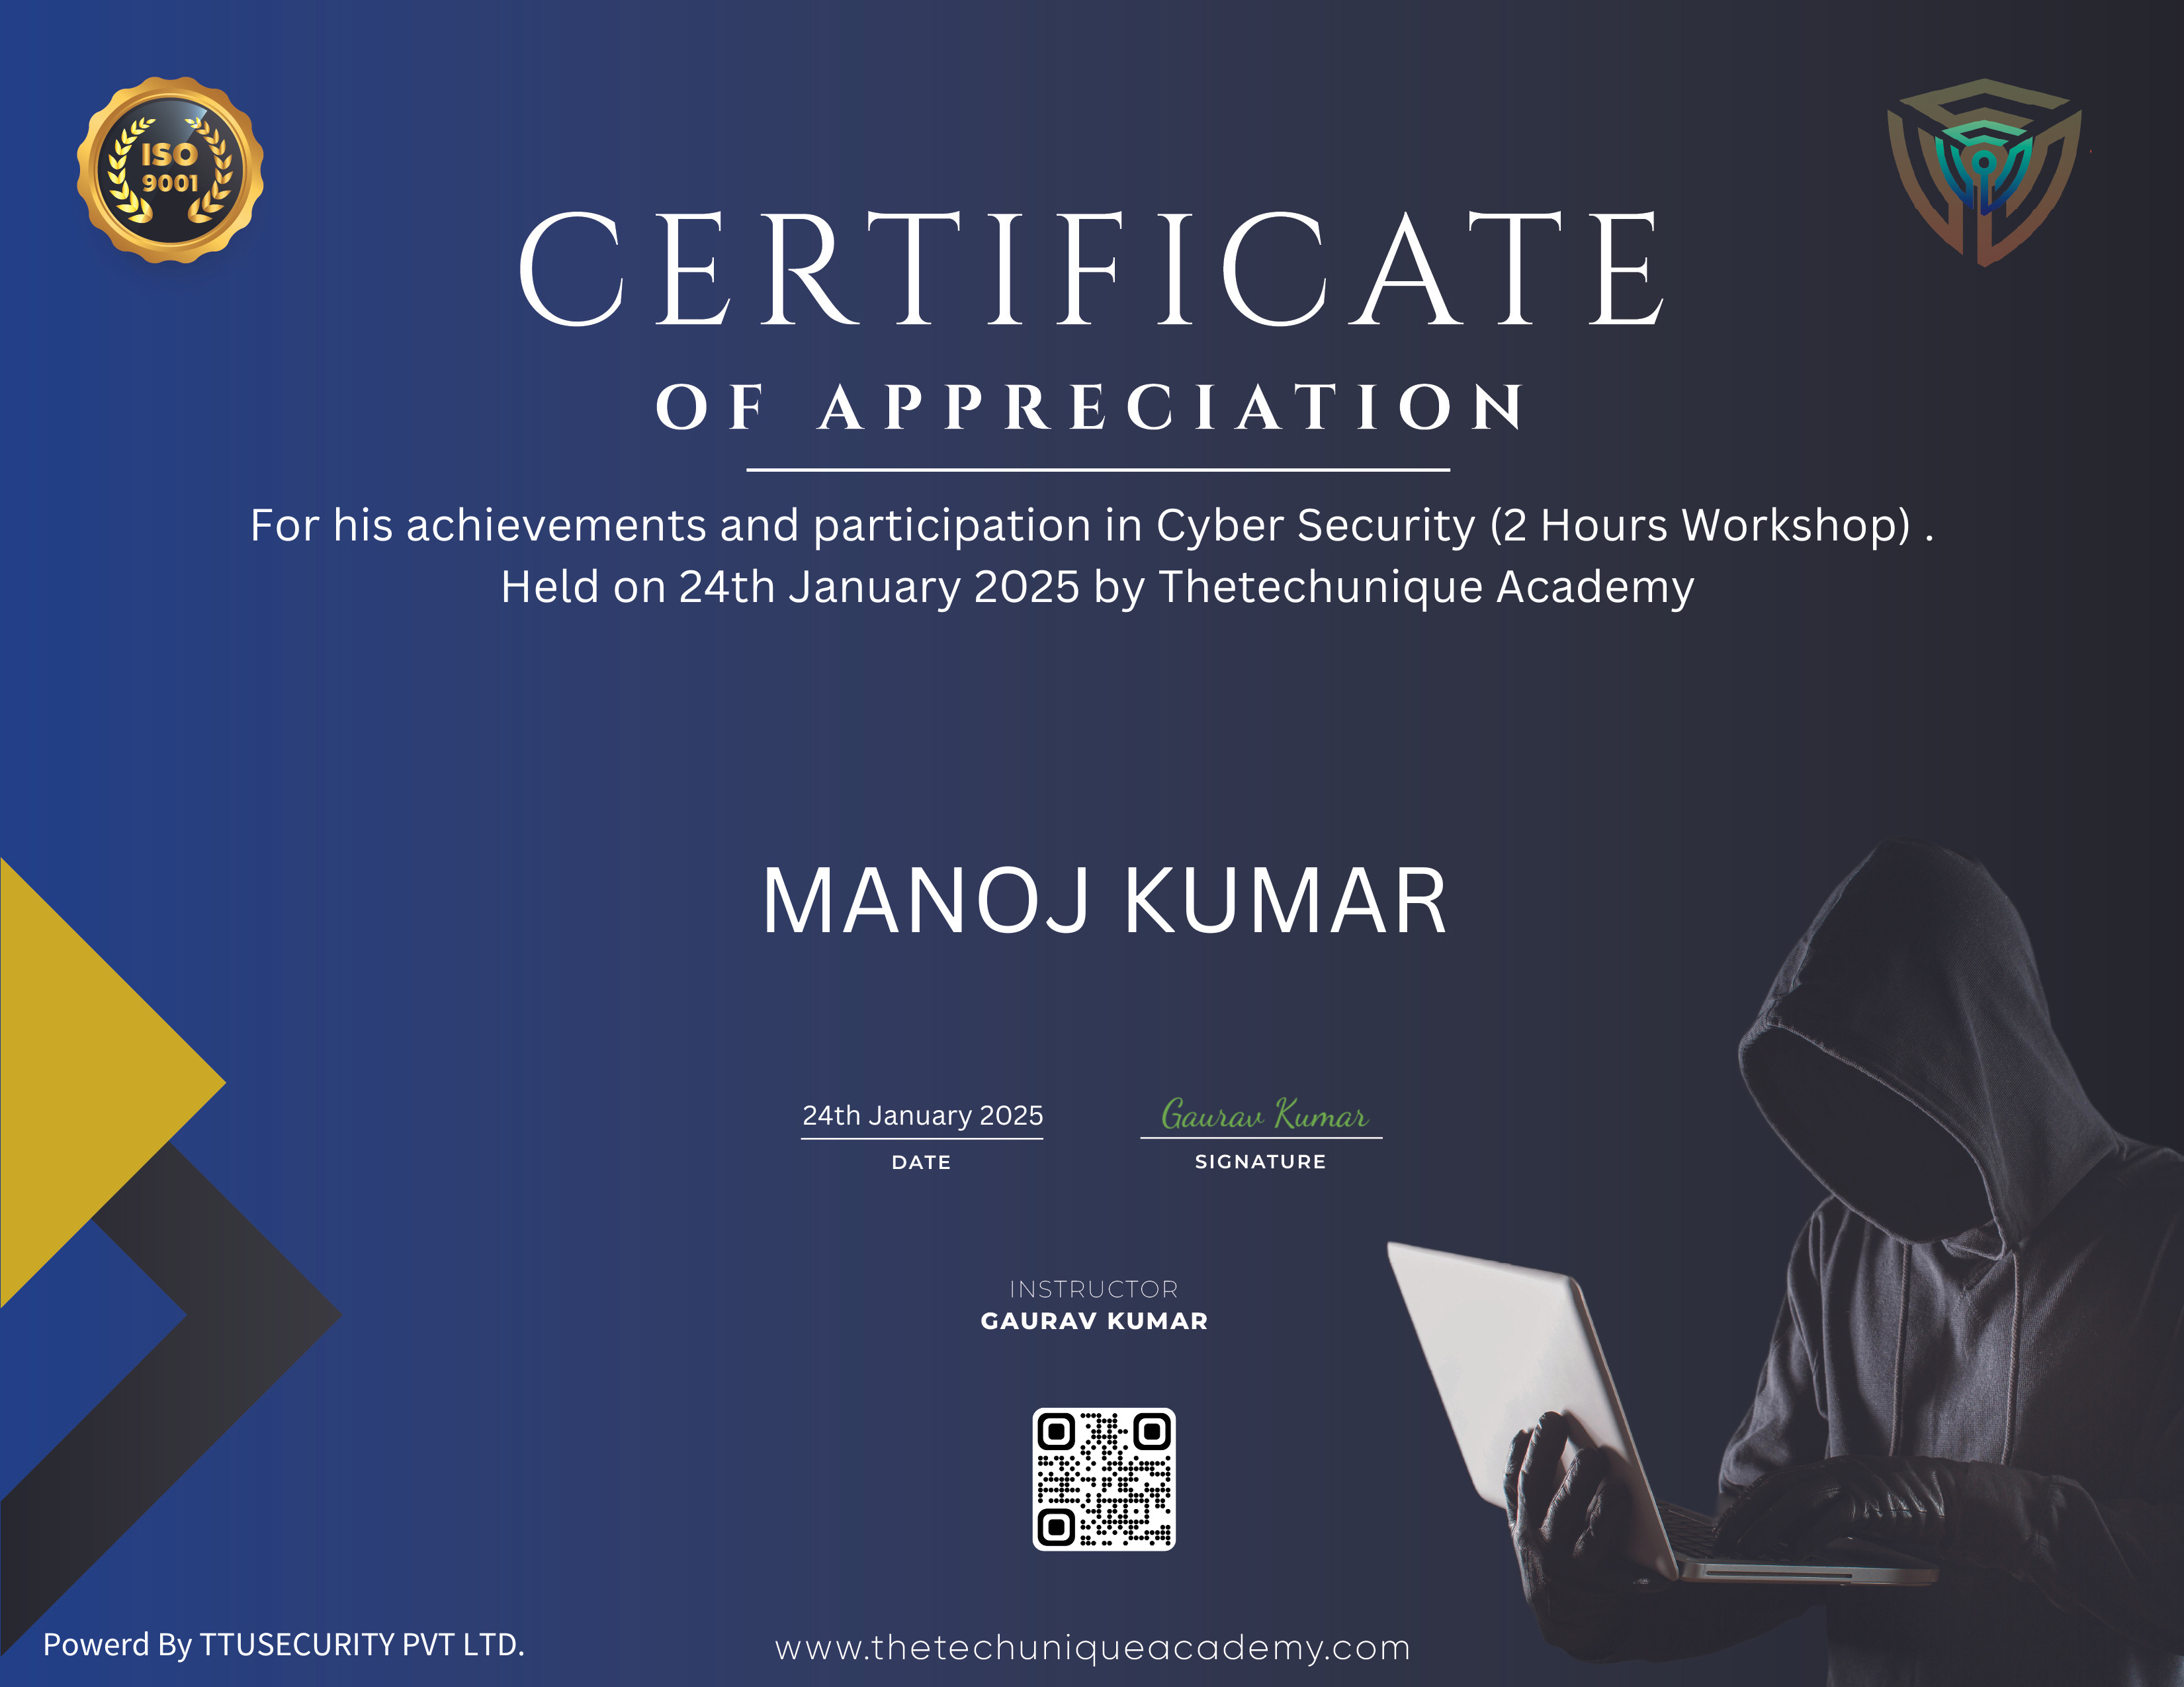 ISO
9001
CERTIFICATE
OF APPRECIATION
For his achievements and participation in Cyber Security (2 Hours Workshop) .
Held on 24th January 2025 by Thetechunique Academy
MANOJ KUMAR
24th January 2025
DATE
Gaurav Kumar
SIGNATURE
INSTRUCTOR
GAURAV KUMAR
Powerd By TTUSECURITY PVT LTD.
www.thetechuniqueacademy.com